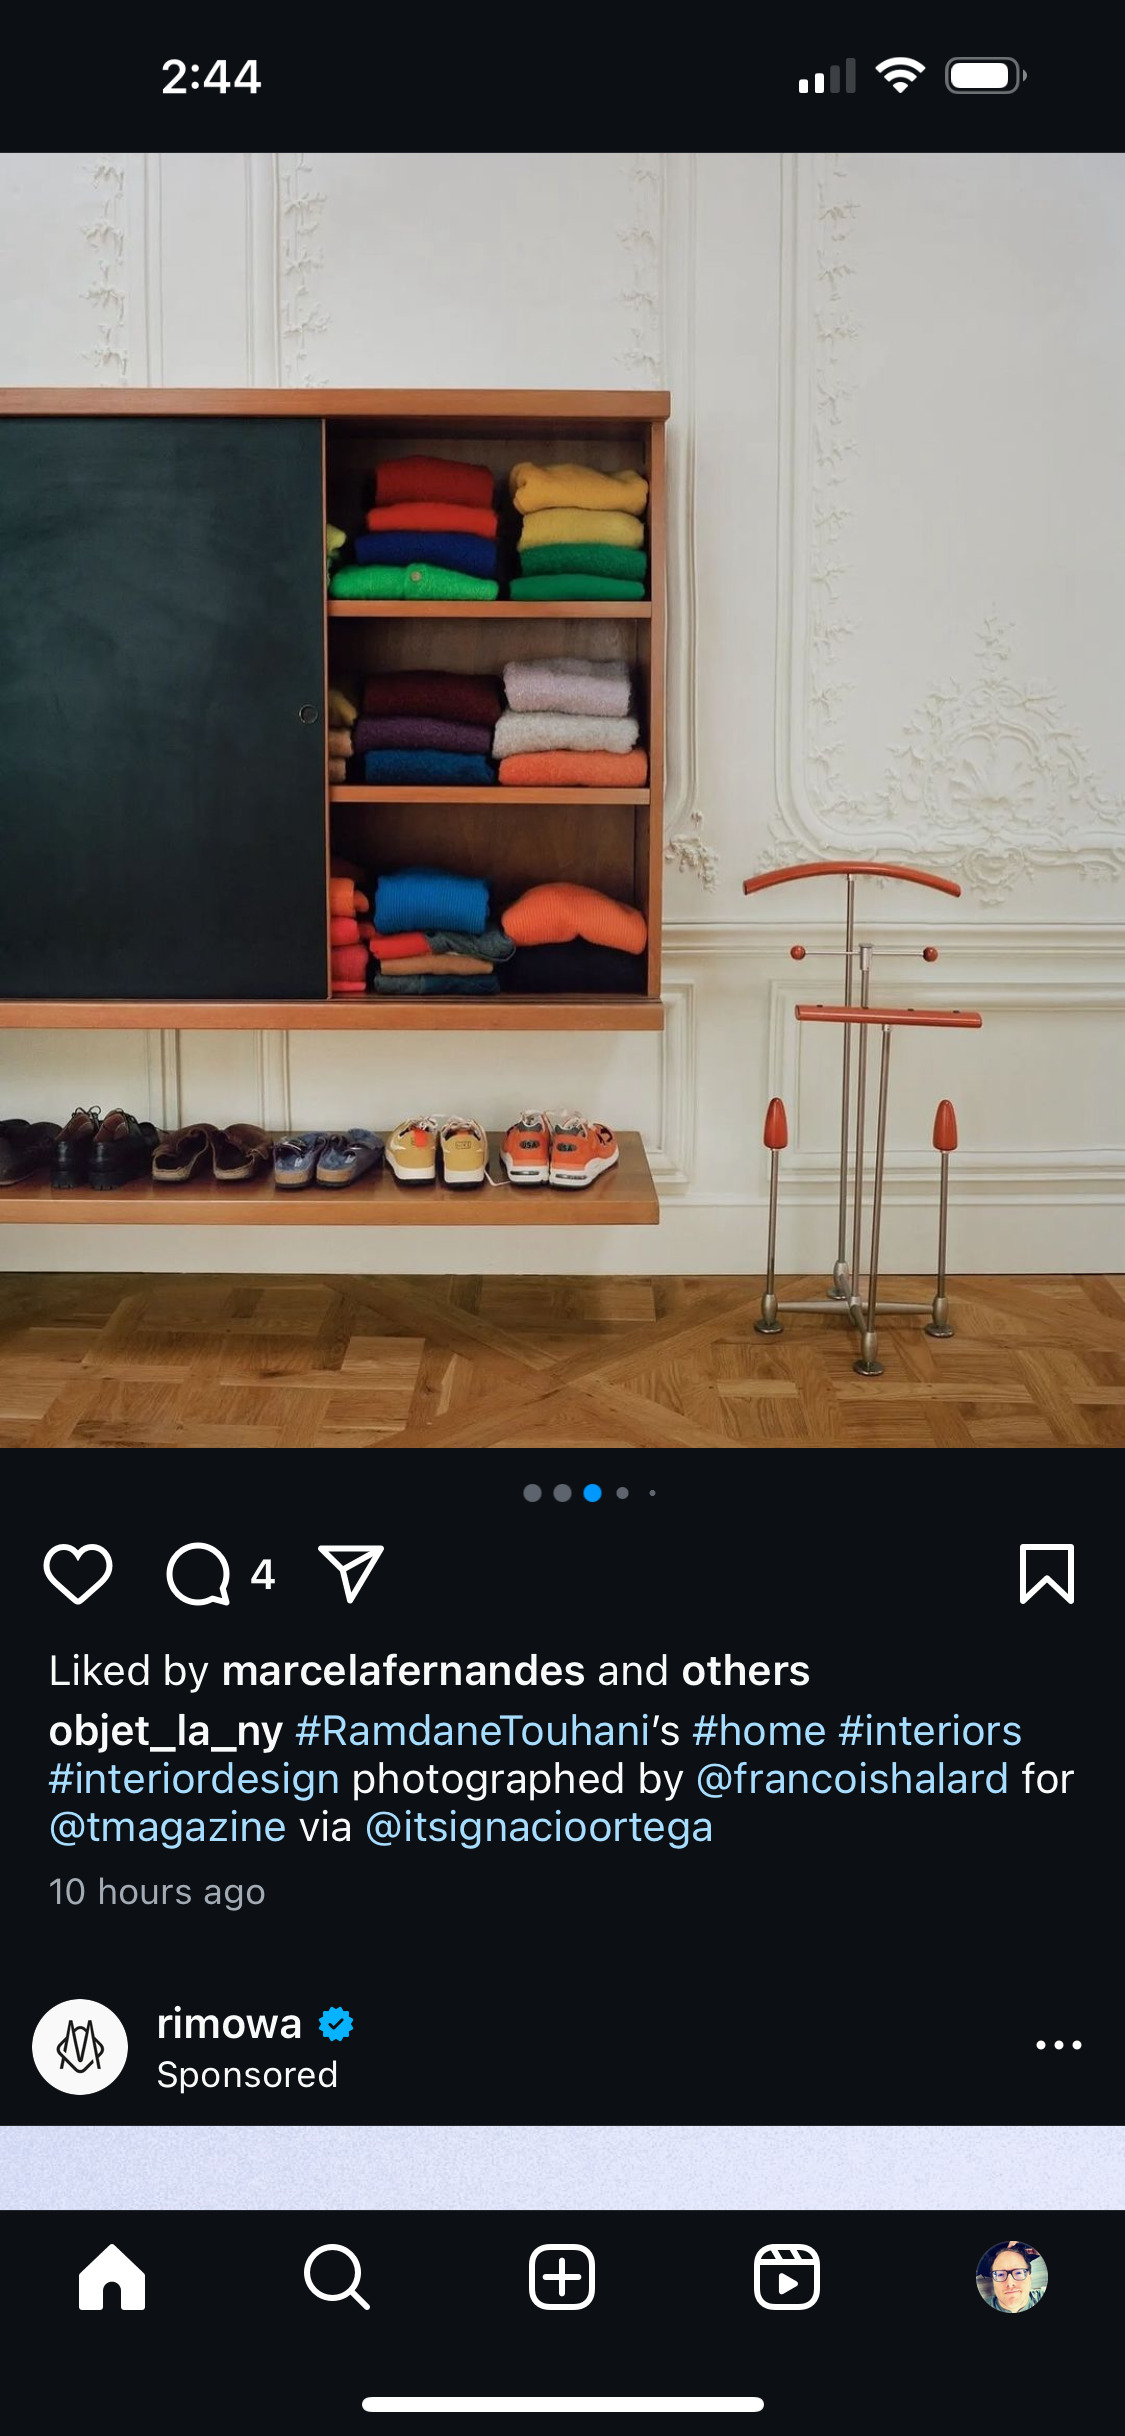 2:44
4
Liked by marcelafernandes and others
objet_la_ny #RamdaneTouhani’s #home #interiors
#interiordesign photographed by @francoishalard for
@tmagazine via @itsignacioortega
10 hours ago
rimowa
Sponsored